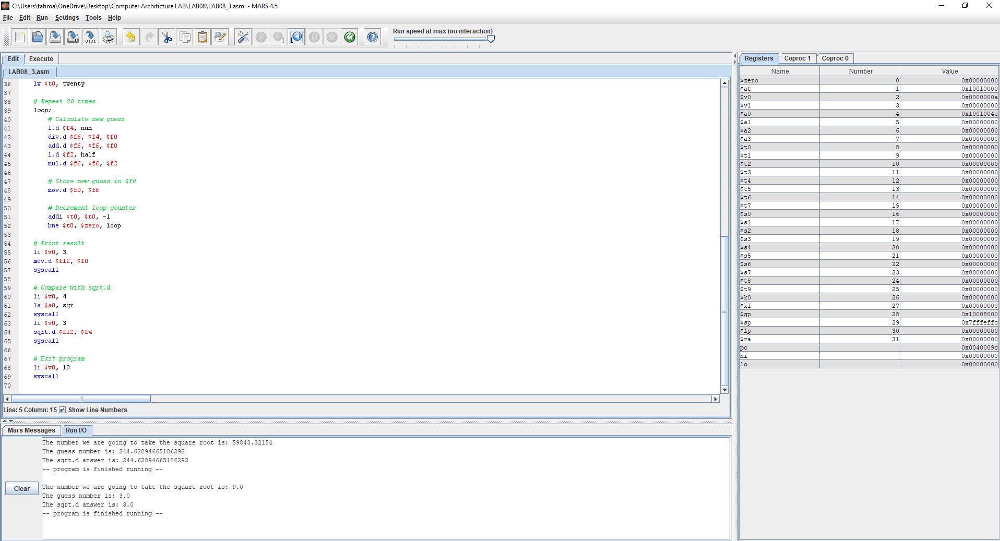 C:\Users\tahma\OneDrive\Desktop\Computer Architicture LAB\LAB08\LAB08_3.asm - MARS 4.5
File Edit Run Settings Tools Help
Run speed at max (no interaction)
Edit Execute
LAB08_3.asm
36 lw $t0, twenty
37
38 # Repeat 20 times
39 loop:
40 # Calculate new guess
41 l.d $f4, num
42 div.d $f6, $f4, $f0
43 add.d $f6, $f6, $f0
44 l.d $f2, half
45 mul.d $f6, $f6, $f2
46
47 # Store new guess in $f0
48 mov.d $f0, $f6
49
50 # Decrement loop counter
51 addi $t0, $t0, -1
52 bne $t0, $zero, loop
53
54 # Print result
55 li $v0, 3
56 mov.d $f12, $f0
57 syscall
58
59 # Compare with sqrt.d
60 li $v0, 4
61 la $a0, sqr
62 syscall
63 li $v0, 3
64 sqrt.d $f12, $f4
65 syscall
66
67 # Exit program
68 li $v0, 10
69 syscall
70
Line: 5 Column: 15 Show Line Numbers
Mars Messages Run I/O
Clear
The number we are going to take the square root is: 59843.32154
The guess number is: 244.62894665186292
The sqrt.d answer is: 244.62894665186292
-- program is finished running --
The number we are going to take the square root is: 9.0
The guess number is: 3.0
The sqrt.d answer is: 3.0
-- program is finished running --
Registers Coproc 1 Coproc 0
Name Number Value
$zero 0 0x00000000
$at 1 0x10010000
$v0 2 0x0000000a
$v1 3 0x00000000
$a0 4 0x1001004c
$a1 5 0x00000000
$a2 6 0x00000000
$a3 7 0x00000000
$t0 8 0x00000000
$t1 9 0x00000000
$t2 10 0x00000000
$t3 11 0x00000000
$t4 12 0x00000000
$t5 13 0x00000000
$t6 14 0x00000000
$t7 15 0x00000000
$s0 16 0x00000000
$s1 17 0x00000000
$s2 18 0x00000000
$s3 19 0x00000000
$s4 20 0x00000000
$s5 21 0x00000000
$s6 22 0x00000000
$s7 23 0x00000000
$t8 24 0x00000000
$t9 25 0x00000000
$k0 26 0x00000000
$k1 27 0x00000000
$gp 28 0x10008000
$sp 29 0x7fffeffc
$fp 30 0x00000000
$ra 31 0x00000000
pc 0x0040009c
hi 0x00000000
lo 0x00000000